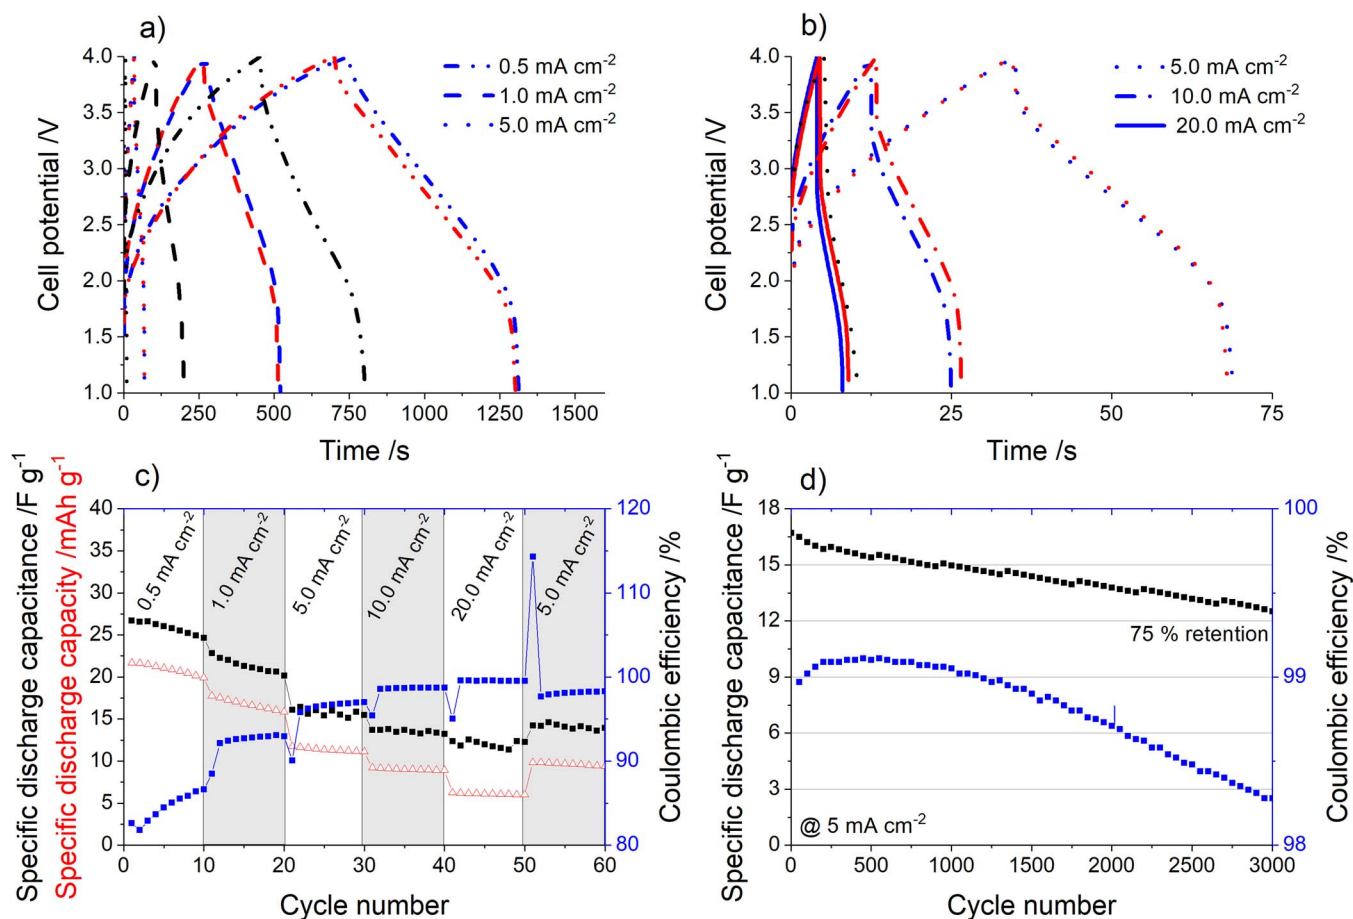 a)
4.0
3.5
3.0
2.5
2.0
1.5
1.0
Cell potential /V
0.5 mA cm⁻²
1.0 mA cm⁻²
5.0 mA cm⁻²
0
250
500
750
1000
1250
1500
Time /s
b)
4.0
3.5
3.0
2.5
2.0
1.5
1.0
Cell potential /V
5.0 mA cm⁻²
10.0 mA cm⁻²
20.0 mA cm⁻²
0
25
50
75
Time /s
c)
Specific discharge capacitance /F g⁻¹
Specific discharge capacity /mAh g⁻¹
40
35
30
25
20
15
10
5
0
0.5 mA cm⁻²
1.0 mA cm⁻²
5.0 mA cm⁻²
10.0 mA cm⁻²
20.0 mA cm⁻²
5.0 mA cm⁻²
120
110
100
90
80
Coulombic efficiency /%
0
10
20
30
40
50
60
Cycle number
d)
Specific discharge capacitance /F g⁻¹
18
15
12
9
6
3
0
75 % retention
@ 5 mA cm⁻²
100
99
98
Coulombic efficiency /%
0
500
1000
1500
2000
2500
3000
Cycle number